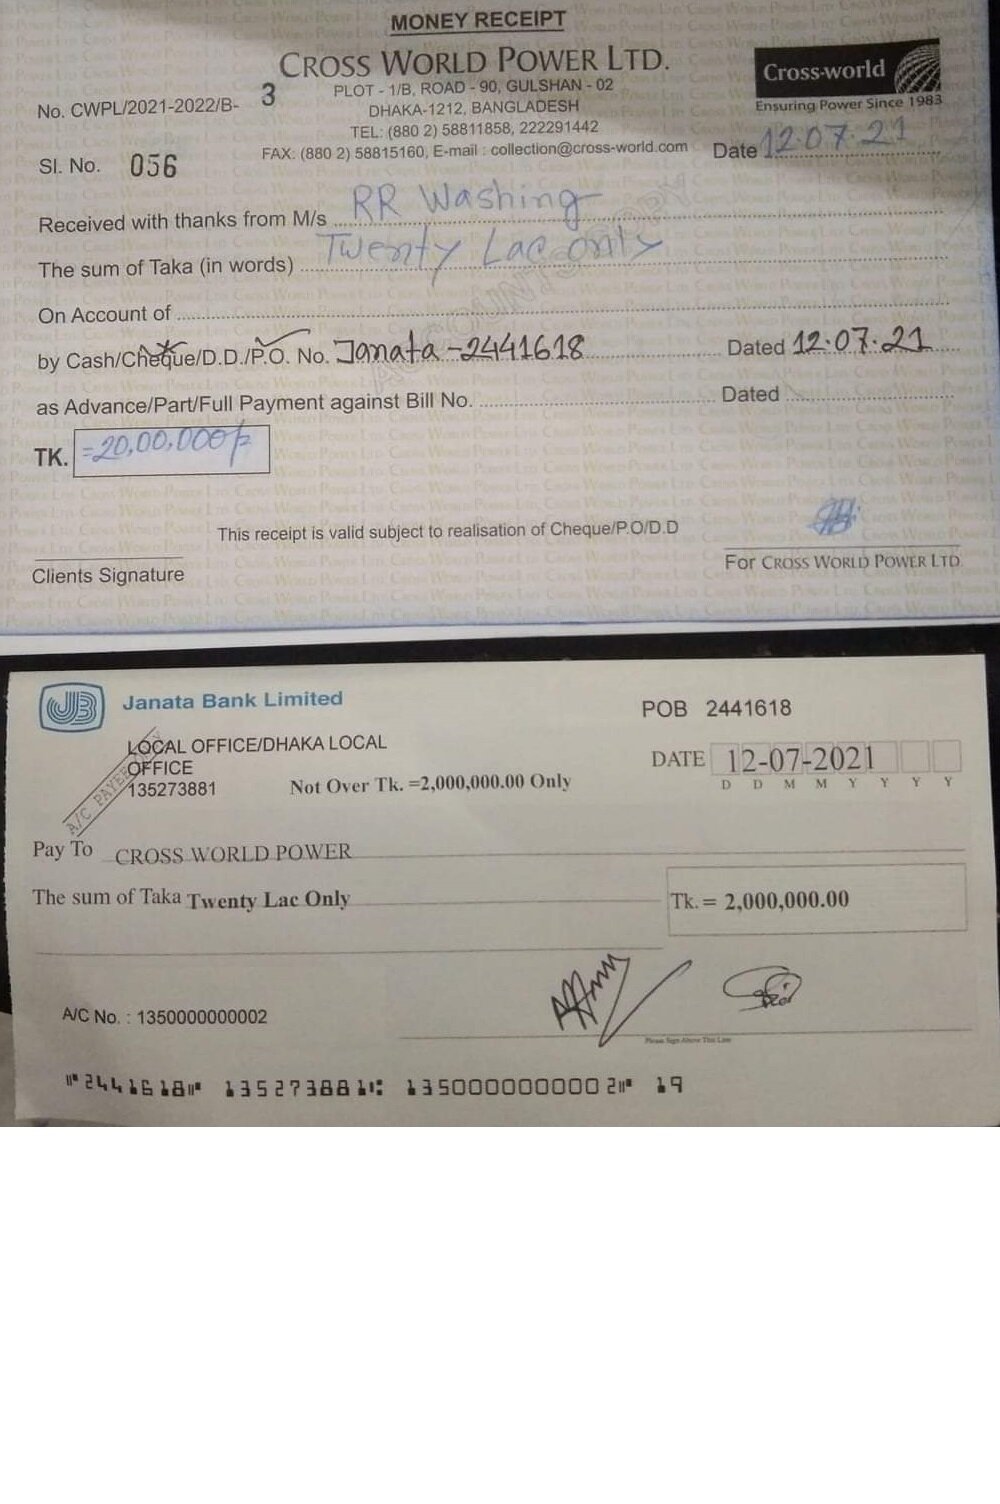 MONEY RECEIPT
CROSS WORLD POWER LTD.
PLOT - 1/B, ROAD - 90, GULSHAN - 02
DHAKA-1212, BANGLADESH
TEL: (880 2) 58811858, 222291442
FAX: (880 2) 58815160, E-mail : collection@cross-world.com
Cross-world
Ensuring Power Since 1983
No. CWPL/2021-2022/B- 3
Sl. No. 056
Date 12.07.21
Received with thanks from M/s RR Washing
The sum of Taka (in words) Twenty Lac only
On Account of
by Cash/Cheque/D.D./P.O. No. Janata -2441618 Dated 12.07.21
as Advance/Part/Full Payment against Bill No. Dated
TK. =20,00,000/=
This receipt is valid subject to realisation of Cheque/P.O/D.D
Clients Signature
For CROSS WORLD POWER LTD.
JB Janata Bank Limited
POB 2441618
LOCAL OFFICE/DHAKA LOCAL
OFFICE
135273881
A/C PAYEE ONLY
Not Over Tk. =2,000,000.00 Only
DATE 12-07-2021
D D M M Y Y Y Y
Pay To CROSS WORLD POWER
The sum of Taka Twenty Lac Only
Tk. = 2,000,000.00
A/C No. : 1350000000002
Please Sign Above This Line
⑈2441618⑈ 135273881⑆ 1350000000002⑈ 19